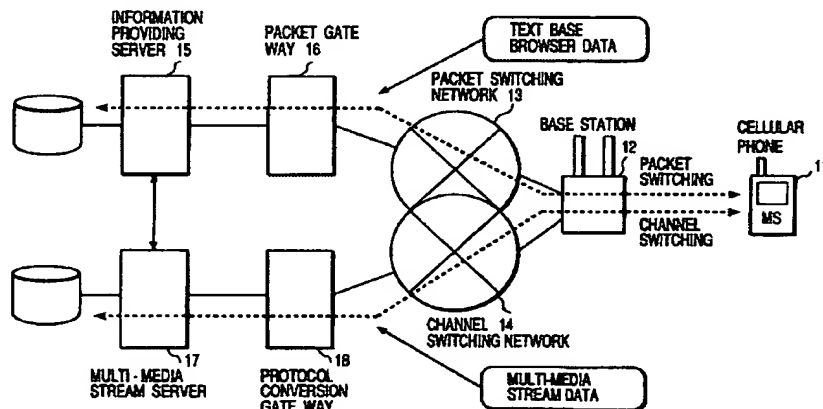 INFORMATION
PROVIDING
SERVER 15
PACKET GATE
WAY 16
TEXT BASE
BROWSER DATA
PACKET SWITCHING
NETWORK 13
BASE STATION
12
CELLULAR
PHONE
PACKET
SWITCHING
MS
CHANNEL
SWITCHING
17
MULTI-MEDIA
STREAM SERVER
18
PROTOCOL
CONVERSION
GATE WAY
CHANNEL 14
SWITCHING NETWORK
MULTI-MEDIA
STREAM DATA